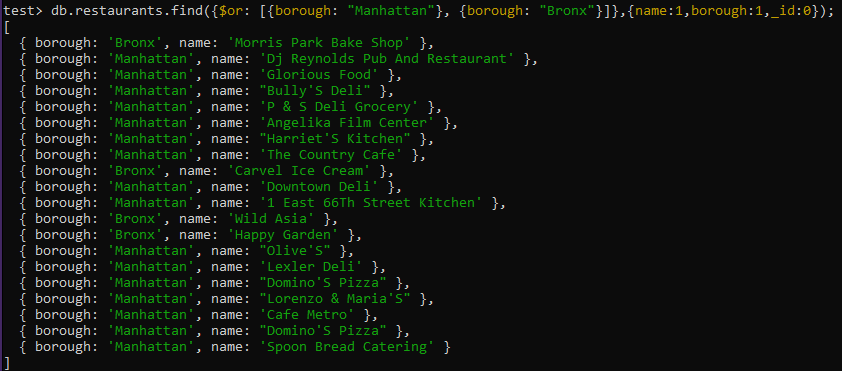 test> db.restaurants.find({$or: [{borough: "Manhattan"}, {borough: "Bronx"}]},{name:1,borough:1,_id:0});
[
  { borough: 'Bronx', name: 'Morris Park Bake Shop' },
  { borough: 'Manhattan', name: 'Dj Reynolds Pub And Restaurant' },
  { borough: 'Manhattan', name: 'Glorious Food' },
  { borough: 'Manhattan', name: "Bully'S Deli" },
  { borough: 'Manhattan', name: 'P & S Deli Grocery' },
  { borough: 'Manhattan', name: 'Angelika Film Center' },
  { borough: 'Manhattan', name: "Harriet'S Kitchen" },
  { borough: 'Manhattan', name: 'The Country Cafe' },
  { borough: 'Bronx', name: 'Carvel Ice Cream' },
  { borough: 'Manhattan', name: 'Downtown Deli' },
  { borough: 'Manhattan', name: '1 East 66Th Street Kitchen' },
  { borough: 'Bronx', name: 'Wild Asia' },
  { borough: 'Bronx', name: 'Happy Garden' },
  { borough: 'Manhattan', name: "Olive'S" },
  { borough: 'Manhattan', name: 'Lexler Deli' },
  { borough: 'Manhattan', name: "Domino'S Pizza" },
  { borough: 'Manhattan', name: "Lorenzo & Maria'S" },
  { borough: 'Manhattan', name: 'Cafe Metro' },
  { borough: 'Manhattan', name: "Domino'S Pizza" },
  { borough: 'Manhattan', name: 'Spoon Bread Catering' }
]